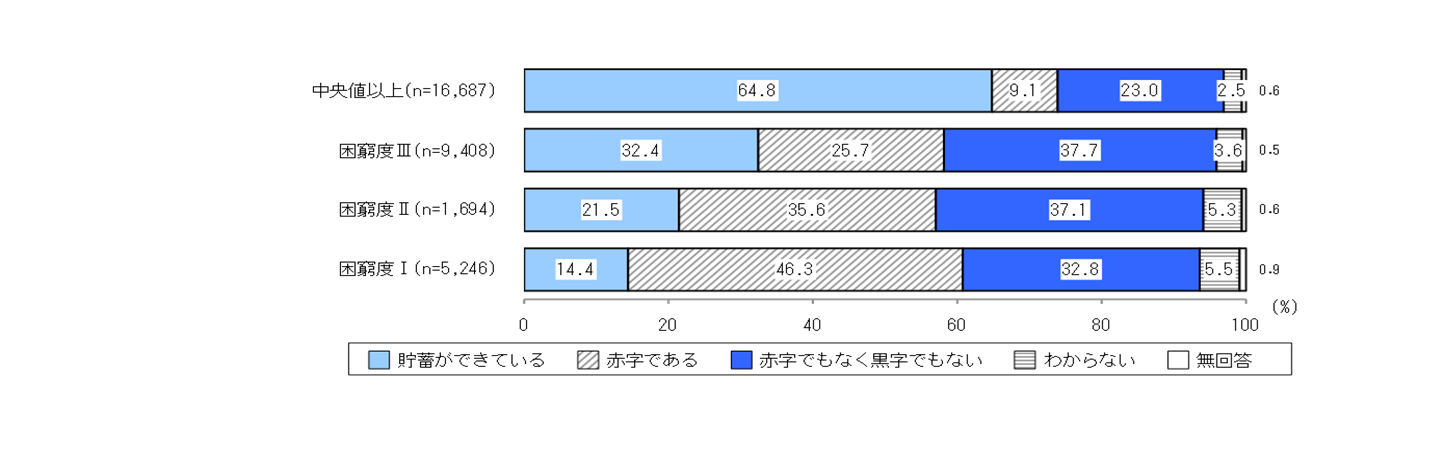 中央値以上(n=16,687) 64.8 9.1 23.0 2.5 0.6
困窮度Ⅲ(n=9,408) 32.4 25.7 37.7 3.6 0.5
困窮度Ⅱ(n=1,694) 21.5 35.6 37.1 5.3 0.6
困窮度Ⅰ(n=5,246) 14.4 46.3 32.8 5.5 0.9
(%)
0 20 40 60 80 100
貯蓄ができている 赤字である 赤字でもなく黒字でもない わからない 無回答